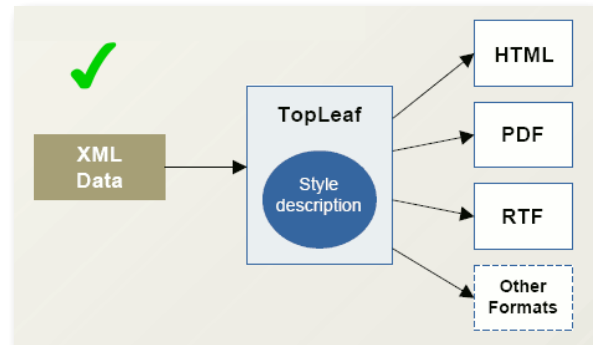 XML
Data
TopLeaf
Style
description
HTML
PDF
RTF
Other
Formats